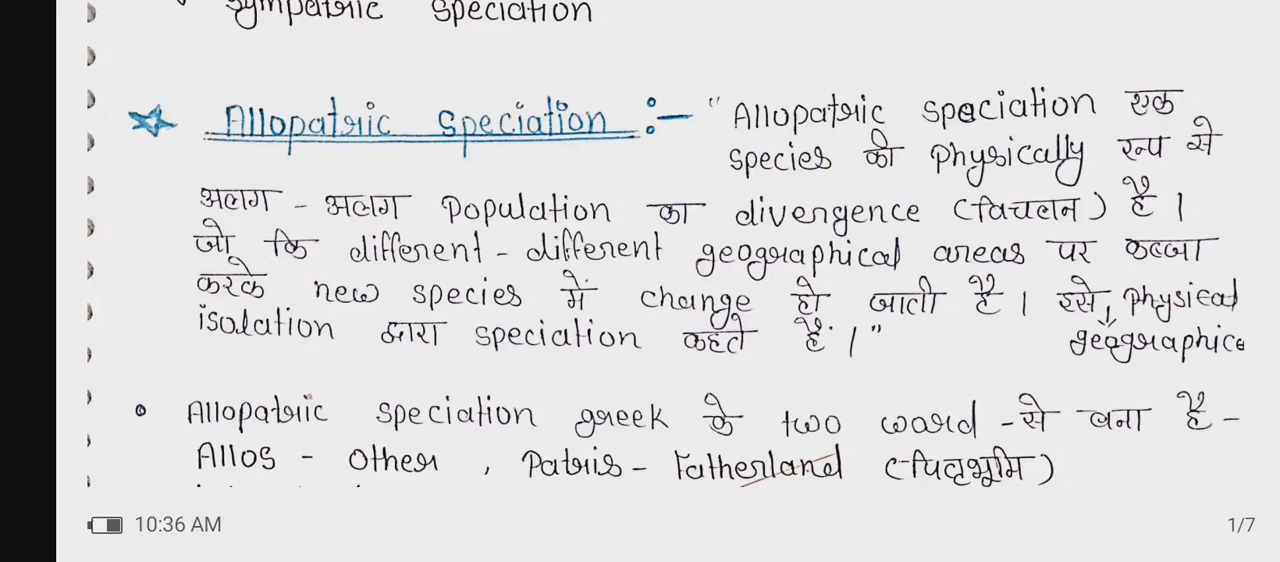 Sympatric Speciation
☆ Allopatric Speciation :- "Allopatric speciation एक
species की physically रूप से
अलग - अलग population का divergence (विचलन) है।
जो कि different - different geographical areas पर कब्जा
करके new species में change हो जाती है। इसे physical
isolation द्वारा speciation कहते हैं।" geographica
• Allopatric speciation greek के two word से बना है -
Allos - Other , Patris - Fatherland (पितृभूमि)
10:36 AM
1/7